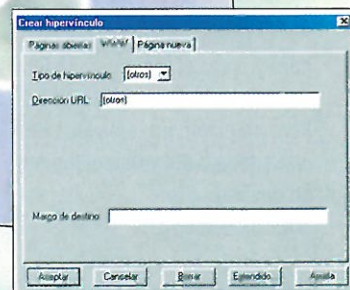 Crear hipervínculo
Páginas abiertas WWW Página nueva
Tipo de hipervínculo: (otros)
Dirección URL: (otros)
Marco de destino:
Aceptar Cancelar Borrar Extendido Ayuda